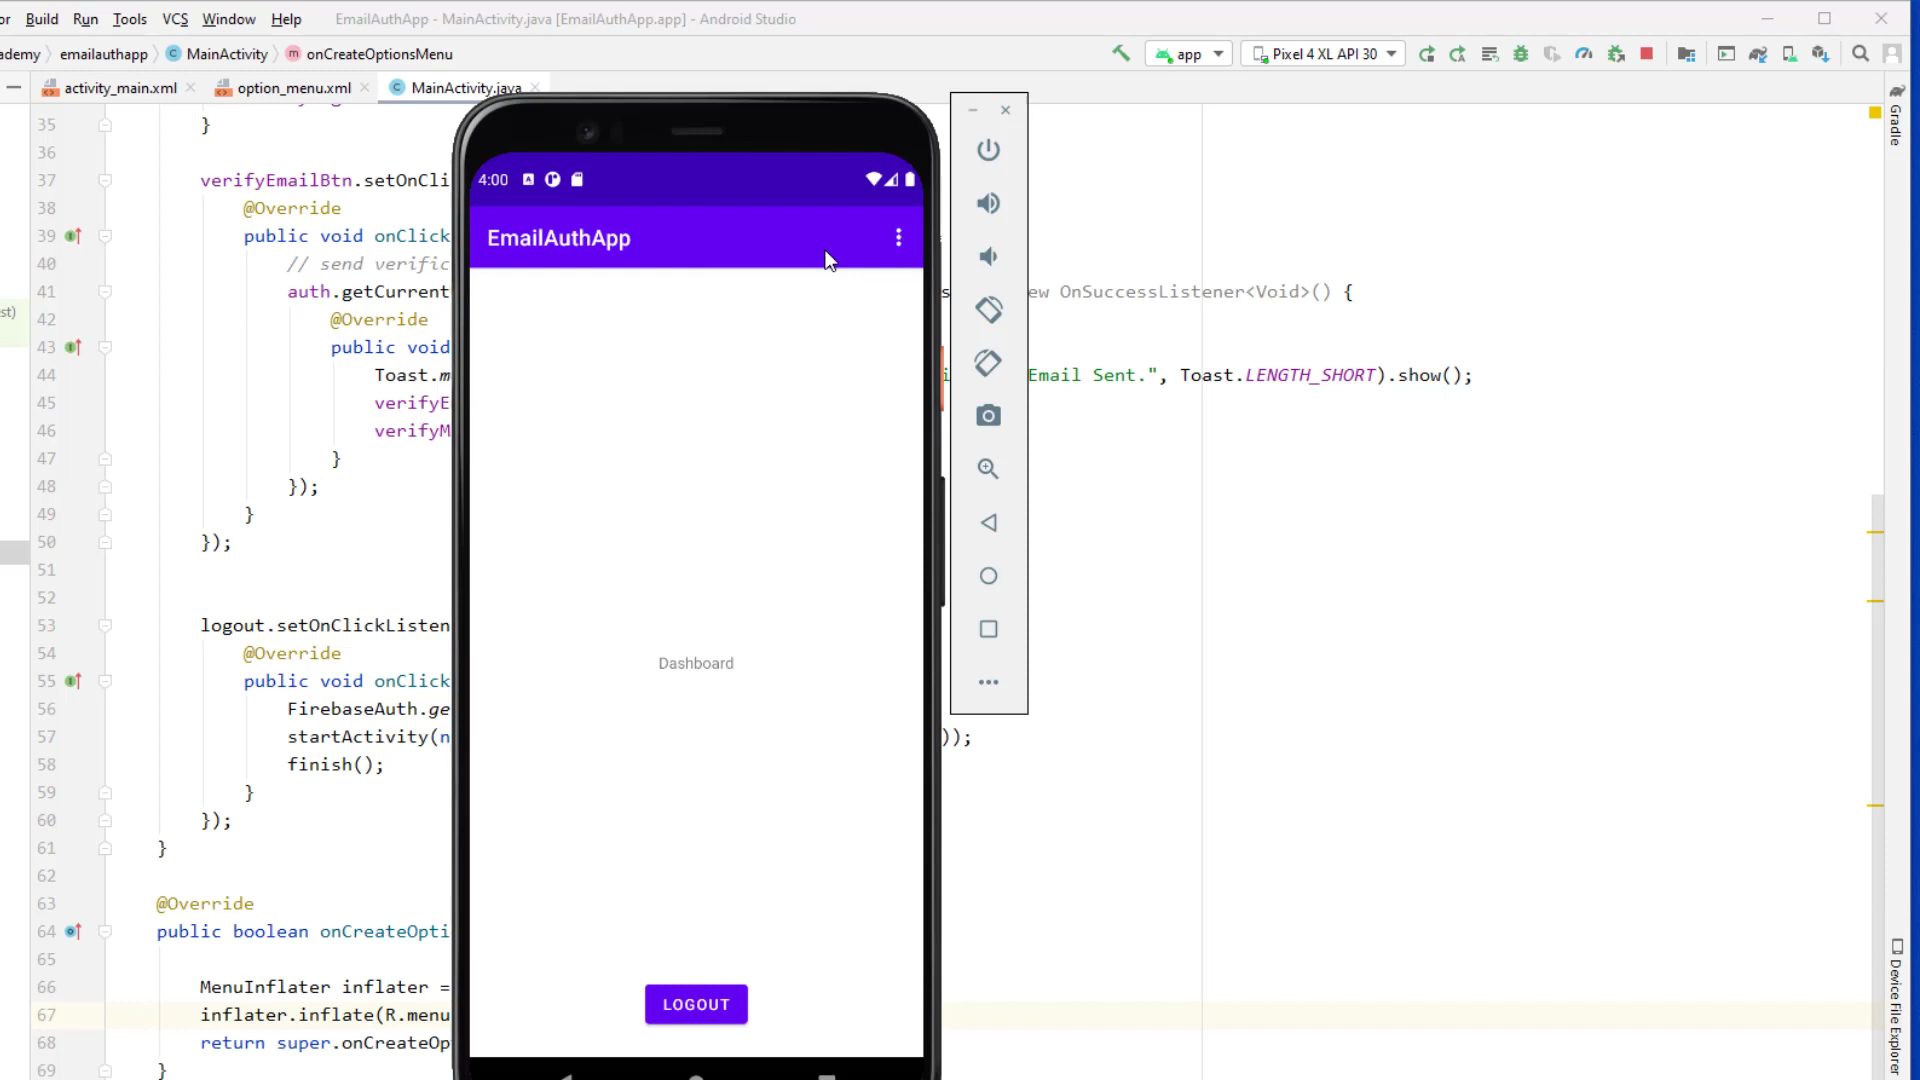 or Build Run Tools VCS Window Help EmailAuthApp - MainActivity.java [EmailAuthApp.app] - Android Studio
ademy emailauthapp C MainActivity m onCreateOptionsMenu app Pixel 4 XL API 30
activity_main.xml option_menu.xml C MainActivity.java
Gradle
35 }
36
37 verifyEmailBtn.setOnCli
38 @Override
39 public void onClick
40 // send verific
41 auth.getCurrent ew OnSuccessListener<Void>() {
st)
42 @Override
43 public void
44 Toast.m Email Sent.", Toast.LENGTH_SHORT).show();
45 verifyE
46 verifyM
47 }
48 });
49 }
50 });
51
52
53 logout.setOnClickListen
54 @Override
55 public void onClick
56 FirebaseAuth.ge
57 startActivity(n ));
58 finish();
59 }
60 });
61 }
62
63 @Override
64 public boolean onCreateOpti
65
66 MenuInflater inflater =
67 inflater.inflate(R.menu
68 return super.onCreateOp
69 }
4:00
EmailAuthApp
Dashboard
LOGOUT
Device File Explorer